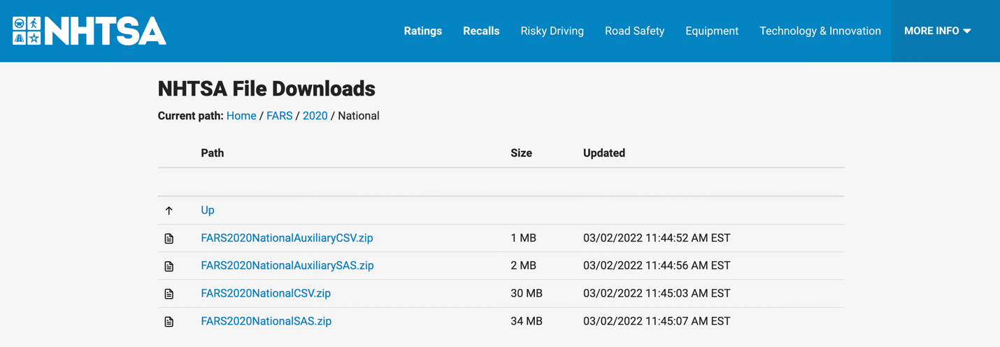 NHTSA Ratings Recalls Risky Driving Road Safety Equipment Technology & Innovation MORE INFO
NHTSA File Downloads
Current path: Home / FARS / 2020 / National
Path Size Updated
Up
FARS2020NationalAuxiliaryCSV.zip 1 MB 03/02/2022 11:44:52 AM EST
FARS2020NationalAuxiliarySAS.zip 2 MB 03/02/2022 11:44:56 AM EST
FARS2020NationalCSV.zip 30 MB 03/02/2022 11:45:03 AM EST
FARS2020NationalSAS.zip 34 MB 03/02/2022 11:45:07 AM EST